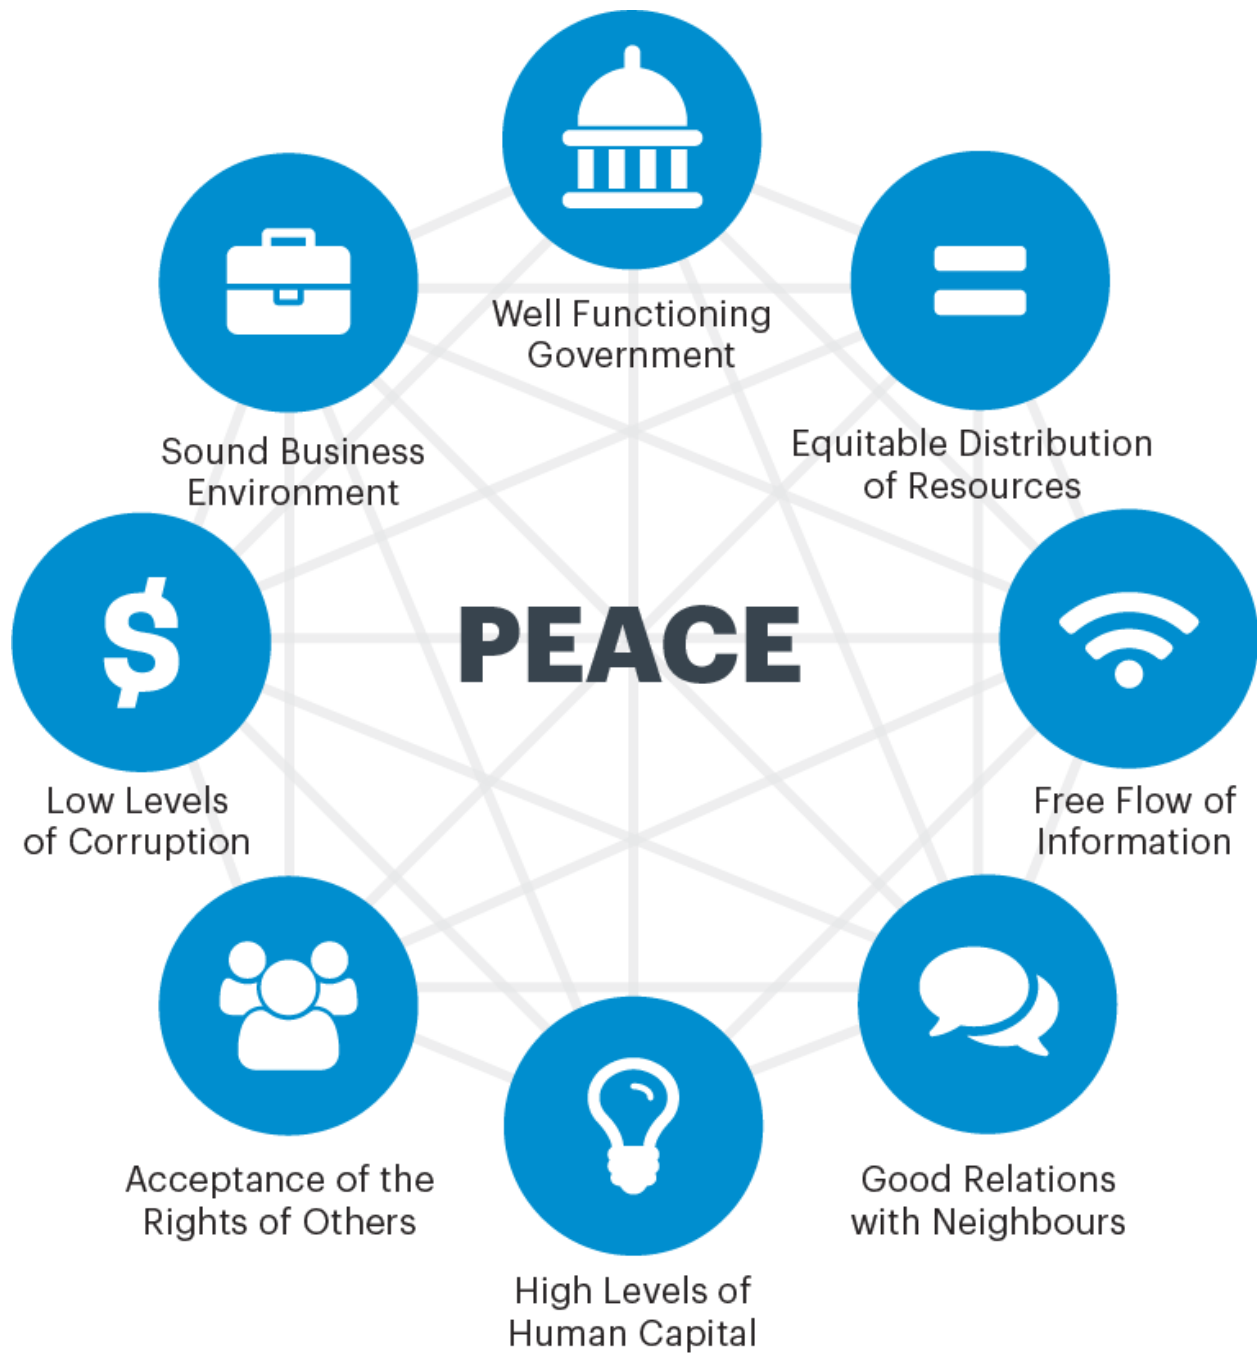 Well Functioning
Government
Equitable Distribution
of Resources
Free Flow of
Information
Good Relations
with Neighbours
High Levels of
Human Capital
Acceptance of the
Rights of Others
Low Levels
of Corruption
Sound Business
Environment
PEACE
$